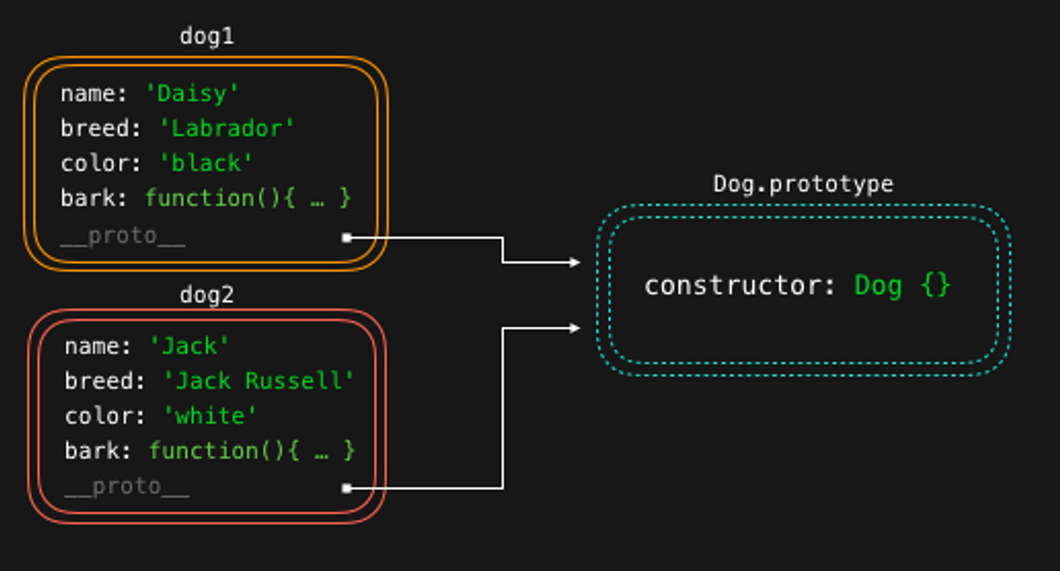 dog1
name: 'Daisy'
breed: 'Labrador'
color: 'black'
bark: function(){ … }
__proto__
dog2
name: 'Jack'
breed: 'Jack Russell'
color: 'white'
bark: function(){ … }
__proto__
Dog.prototype
constructor: Dog {}